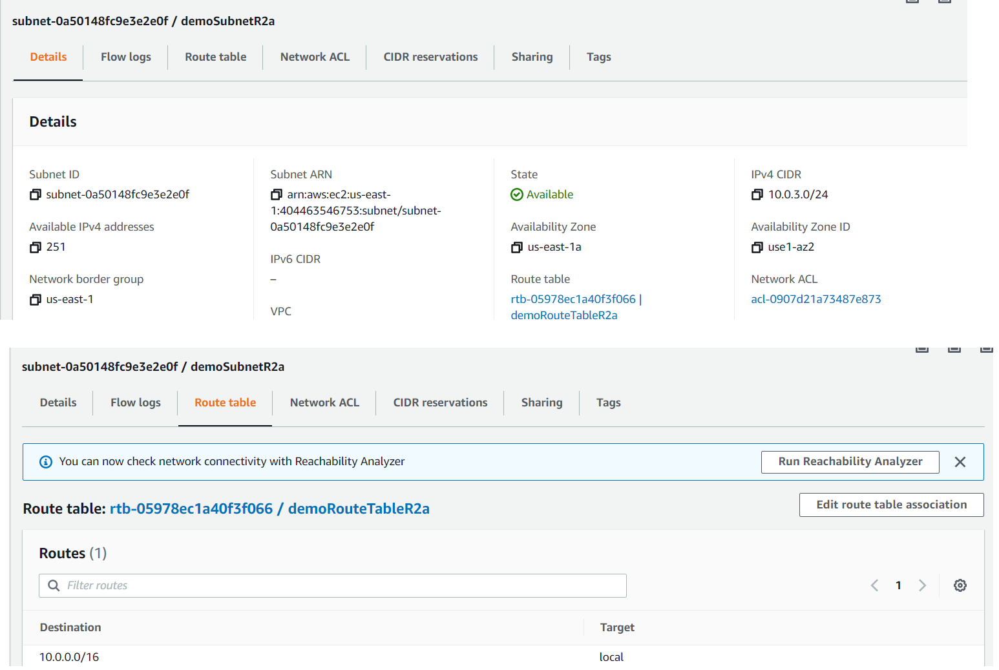 subnet-0a50148fc9e3e2e0f / demoSubnetR2a
Details Flow logs Route table Network ACL CIDR reservations Sharing Tags
Details
Subnet ID
subnet-0a50148fc9e3e2e0f
Available IPv4 addresses
251
Network border group
us-east-1
Subnet ARN
arn:aws:ec2:us-east-
1:404463546753:subnet/subnet-
0a50148fc9e3e2e0f
IPv6 CIDR
–
VPC
State
Available
Availability Zone
us-east-1a
Route table
rtb-05978ec1a40f3f066 |
demoRouteTableR2a
IPv4 CIDR
10.0.3.0/24
Availability Zone ID
use1-az2
Network ACL
acl-0907d21a73487e873
subnet-0a50148fc9e3e2e0f / demoSubnetR2a
Details Flow logs Route table Network ACL CIDR reservations Sharing Tags
You can now check network connectivity with Reachability Analyzer Run Reachability Analyzer
Route table: rtb-05978ec1a40f3f066 / demoRouteTableR2a Edit route table association
Routes (1)
Filter routes 1
Destination Target
10.0.0.0/16 local